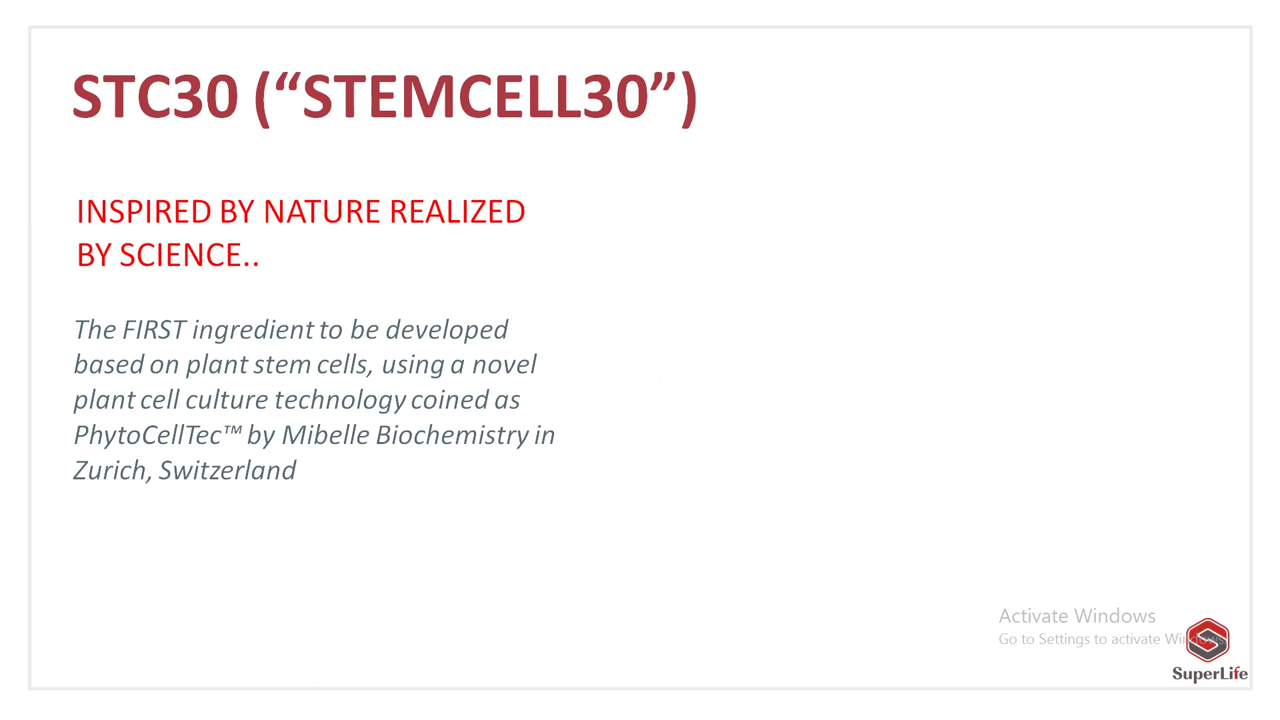 STC30 (“STEMCELL30”)
INSPIRED BY NATURE REALIZED
BY SCIENCE..
The FIRST ingredient to be developed
based on plant stem cells, using a novel
plant cell culture technology coined as
PhytoCellTec™ by Mibelle Biochemistry in
Zurich, Switzerland
Activate Windows
Go to Settings to activate Windows.
SuperLife